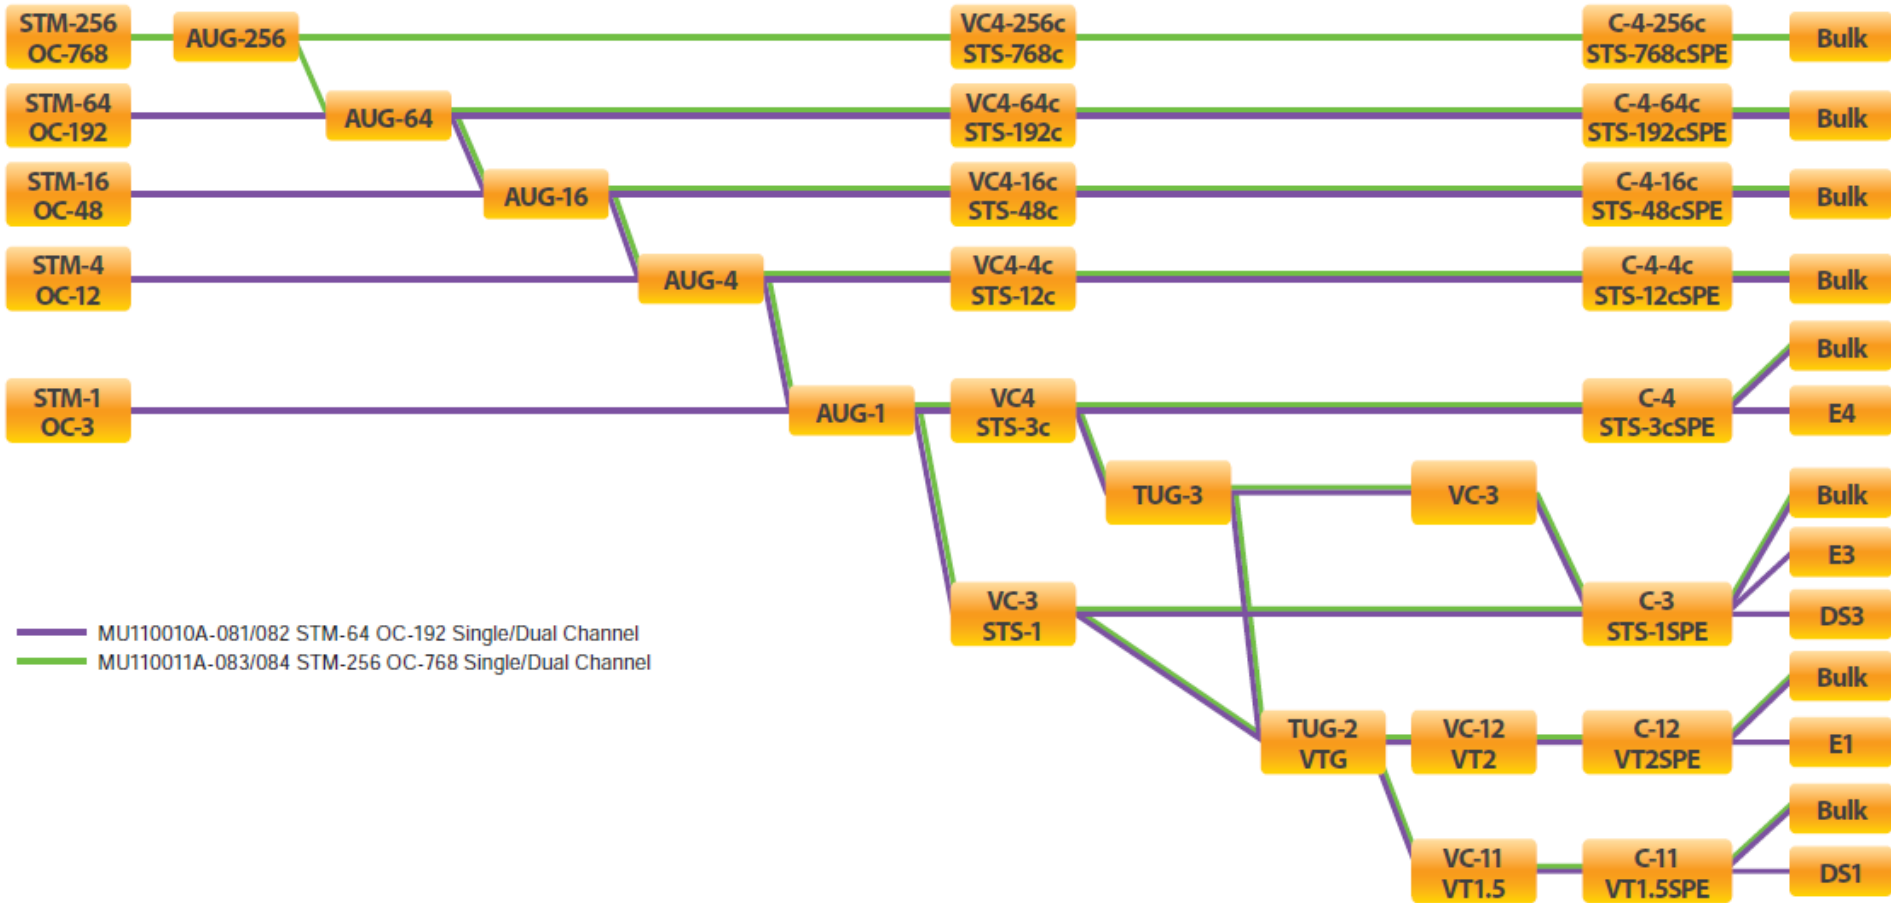 STM-256
OC-768
AUG-256
VC4-256c
STS-768c
C-4-256c
STS-768cSPE
Bulk
STM-64
OC-192
AUG-64
VC4-64c
STS-192c
C-4-64c
STS-192cSPE
Bulk
STM-16
OC-48
AUG-16
VC4-16c
STS-48c
C-4-16c
STS-48cSPE
Bulk
STM-4
OC-12
AUG-4
VC4-4c
STS-12c
C-4-4c
STS-12cSPE
Bulk
Bulk
STM-1
OC-3
AUG-1
VC4
STS-3c
C-4
STS-3cSPE
E4
TUG-3
VC-3
Bulk
E3
VC-3
STS-1
C-3
STS-1SPE
DS3
MU110010A-081/082 STM-64 OC-192 Single/Dual Channel
MU110011A-083/084 STM-256 OC-768 Single/Dual Channel
Bulk
TUG-2
VTG
VC-12
VT2
C-12
VT2SPE
E1
Bulk
VC-11
VT1.5
C-11
VT1.5SPE
DS1